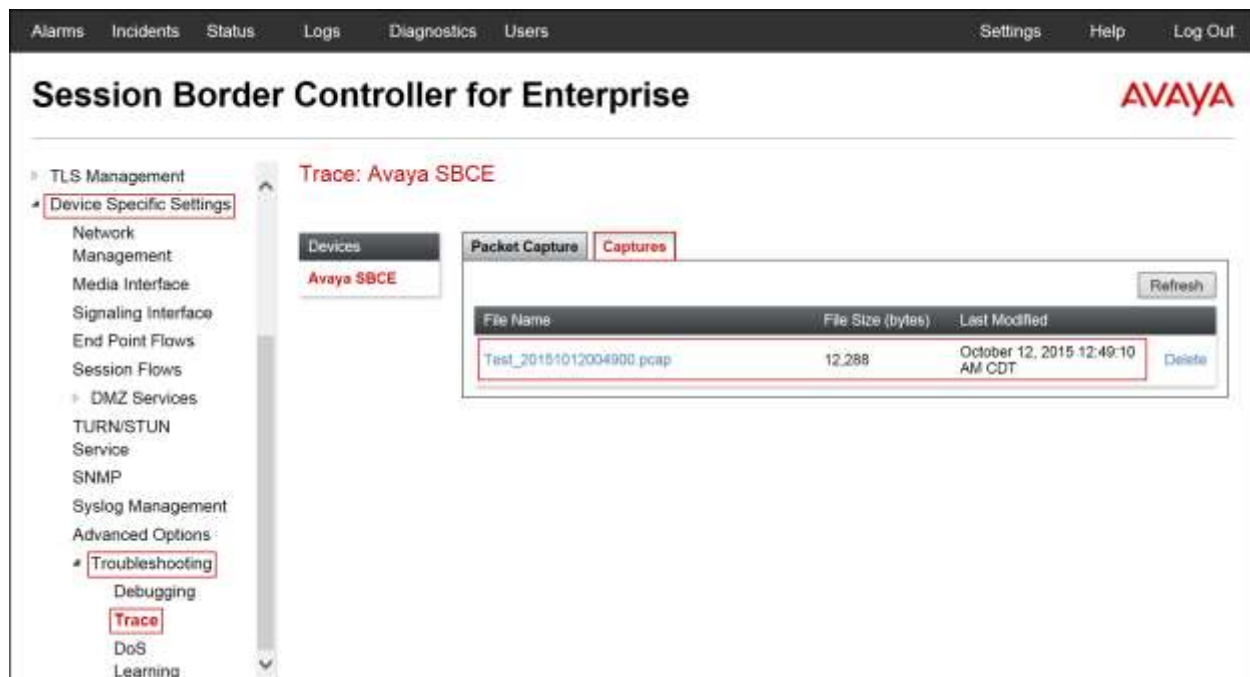 Alarms Incidents Status Logs Diagnostics Users Settings Help Log Out
Session Border Controller for Enterprise
AVAYA
TLS Management
Device Specific Settings
Network
Management
Media Interface
Signaling Interface
End Point Flows
Session Flows
DMZ Services
TURN/STUN
Service
SNMP
Syslog Management
Advanced Options
Troubleshooting
Debugging
Trace
DoS
Learning
Trace: Avaya SBCE
Devices
Avaya SBCE
Packet Capture Captures
Refresh
File Name File Size (bytes) Last Modified
Test_20151012004900.pcap 12,288 October 12, 2015 12:49:10
AM CDT Delete